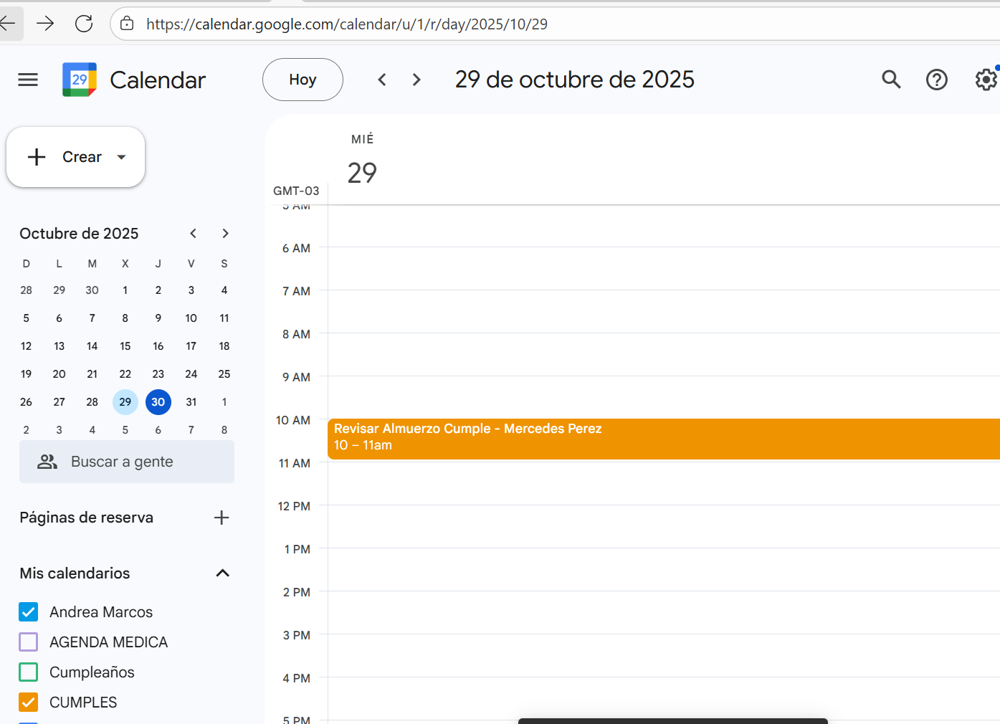 https://calendar.google.com/calendar/u/1/r/day/2025/10/29
29 Calendar Hoy 29 de octubre de 2025
Crear
MIÉ
29
GMT-03
Octubre de 2025
D L M X J V S
28 29 30 1 2 3 4
5 6 7 8 9 10 11
12 13 14 15 16 17 18
19 20 21 22 23 24 25
26 27 28 29 30 31 1
2 3 4 5 6 7 8
Buscar a gente
Páginas de reserva
Mis calendarios
Andrea Marcos
AGENDA MEDICA
Cumpleaños
CUMPLES
5 AM
6 AM
7 AM
8 AM
9 AM
10 AM
Revisar Almuerzo Cumple - Mercedes Perez
10 – 11am
11 AM
12 PM
1 PM
2 PM
3 PM
4 PM
5 PM